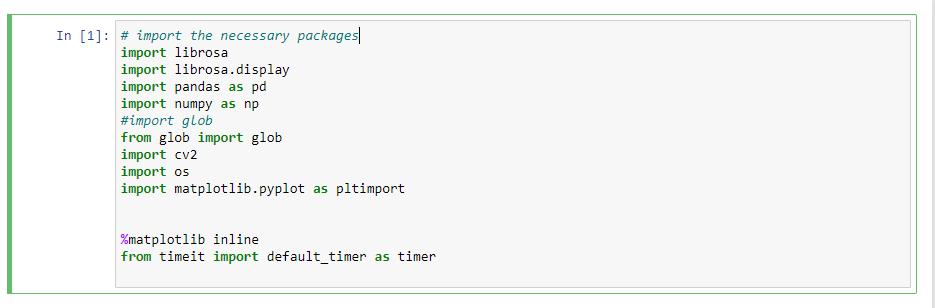 In [1]: # import the necessary packages
import librosa
import librosa.display
import pandas as pd
import numpy as np
#import glob
from glob import glob
import cv2
import os
import matplotlib.pyplot as pltimport
%matplotlib inline
from timeit import default_timer as timer